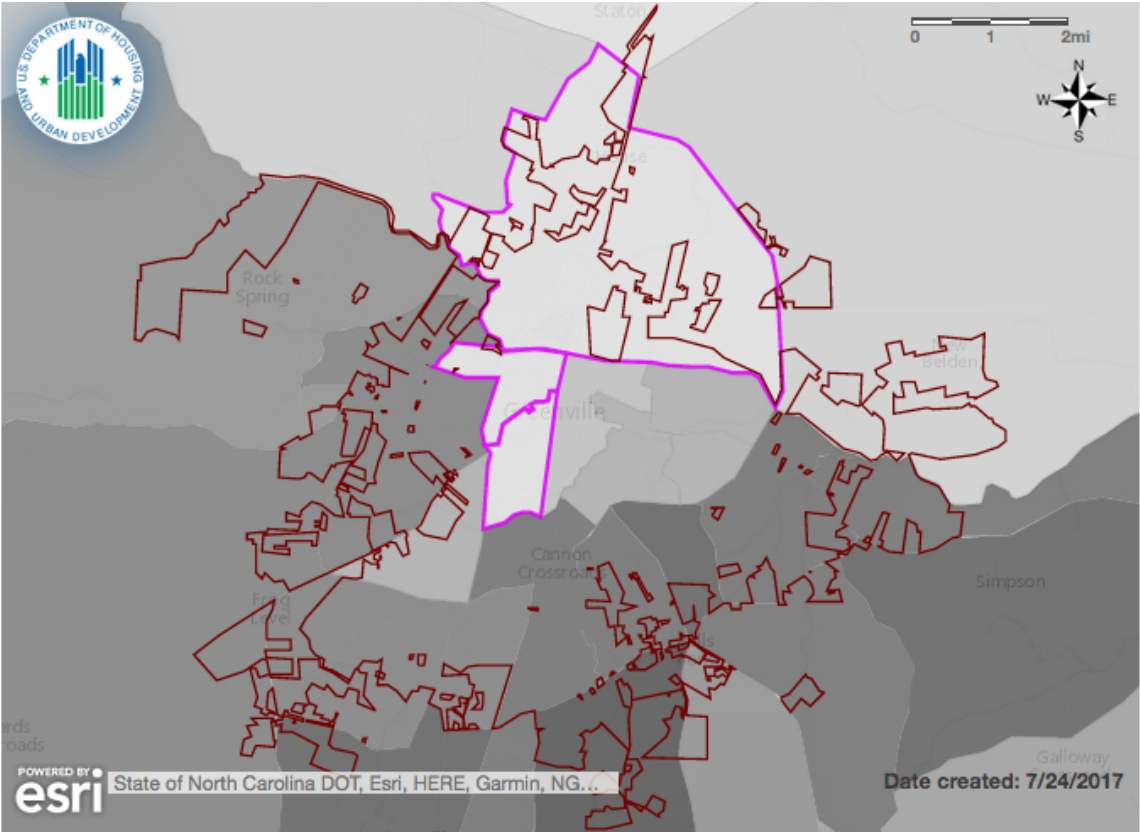 Staton
0 1 2mi
U.S. DEPARTMENT OF HOUSING
AND URBAN DEVELOPMENT
N
W E
S
House
Rock
Spring
New
Belden
Greenville
Cannon
Crossroads
Simpson
Frog
Level
Galloway
POWERED BY
esri
State of North Carolina DOT, Esri, HERE, Garmin, NG...
Date created: 7/24/2017